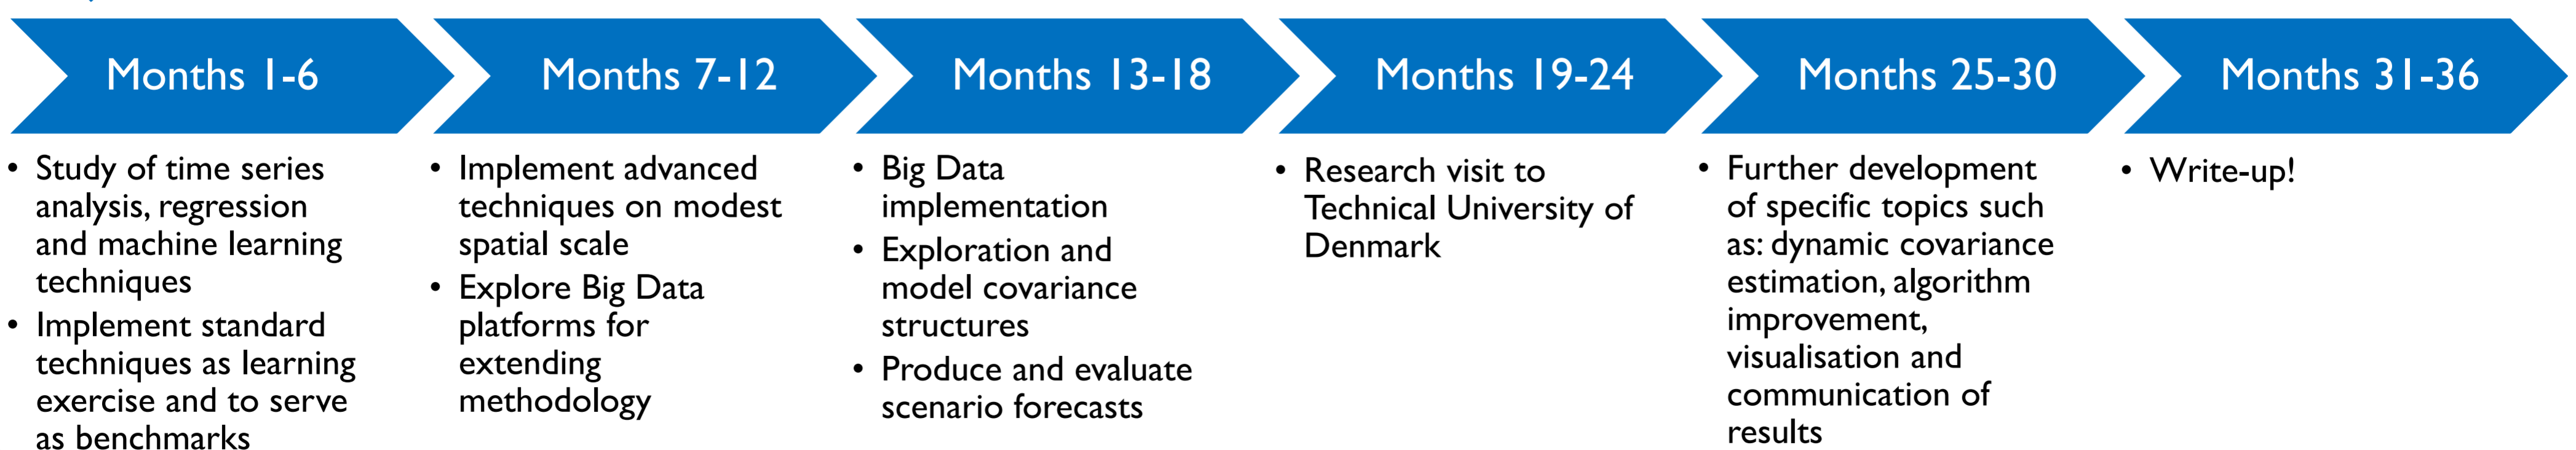 Months 1-6
• Study of time series
analysis, regression
and machine learning
techniques
• Implement standard
techniques as learning
exercise and to serve
as benchmarks
Months 7-12
• Implement advanced
techniques on modest
spatial scale
• Explore Big Data
platforms for
extending
methodology
Months 13-18
• Big Data
implementation
• Exploration and
model covariance
structures
• Produce and evaluate
scenario forecasts
Months 19-24
• Research visit to
Technical University of
Denmark
Months 25-30
• Further development
of specific topics such
as: dynamic covariance
estimation, algorithm
improvement,
visualisation and
communication of
results
Months 31-36
• Write-up!